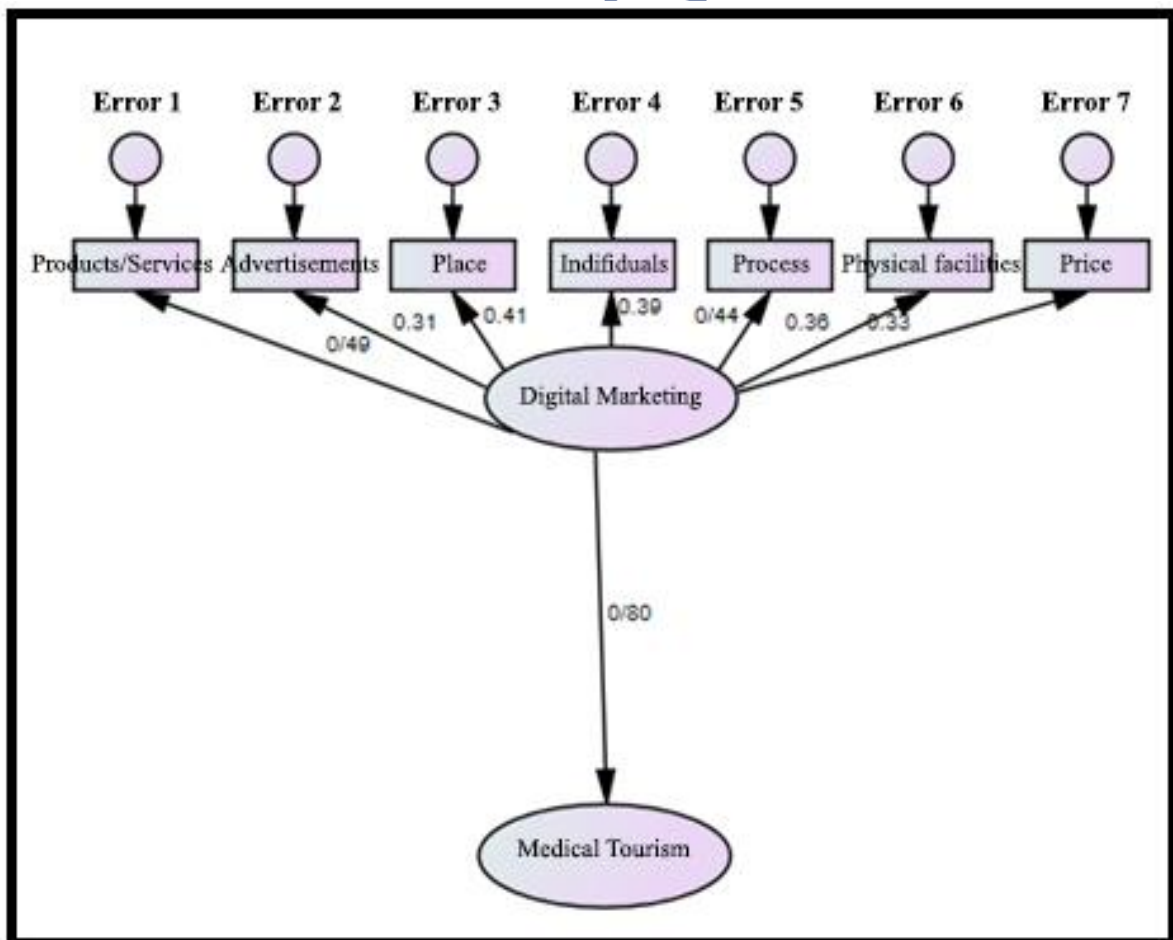 Error 1 Error 2 Error 3 Error 4 Error 5 Error 6 Error 7
Products/Services Advertisements Place Indifiduals Process Physical facilities Price
0/49 0.31 0.41 0.39 0/44 0.36 0.33
Digital Marketing
0/80
Medical Tourism